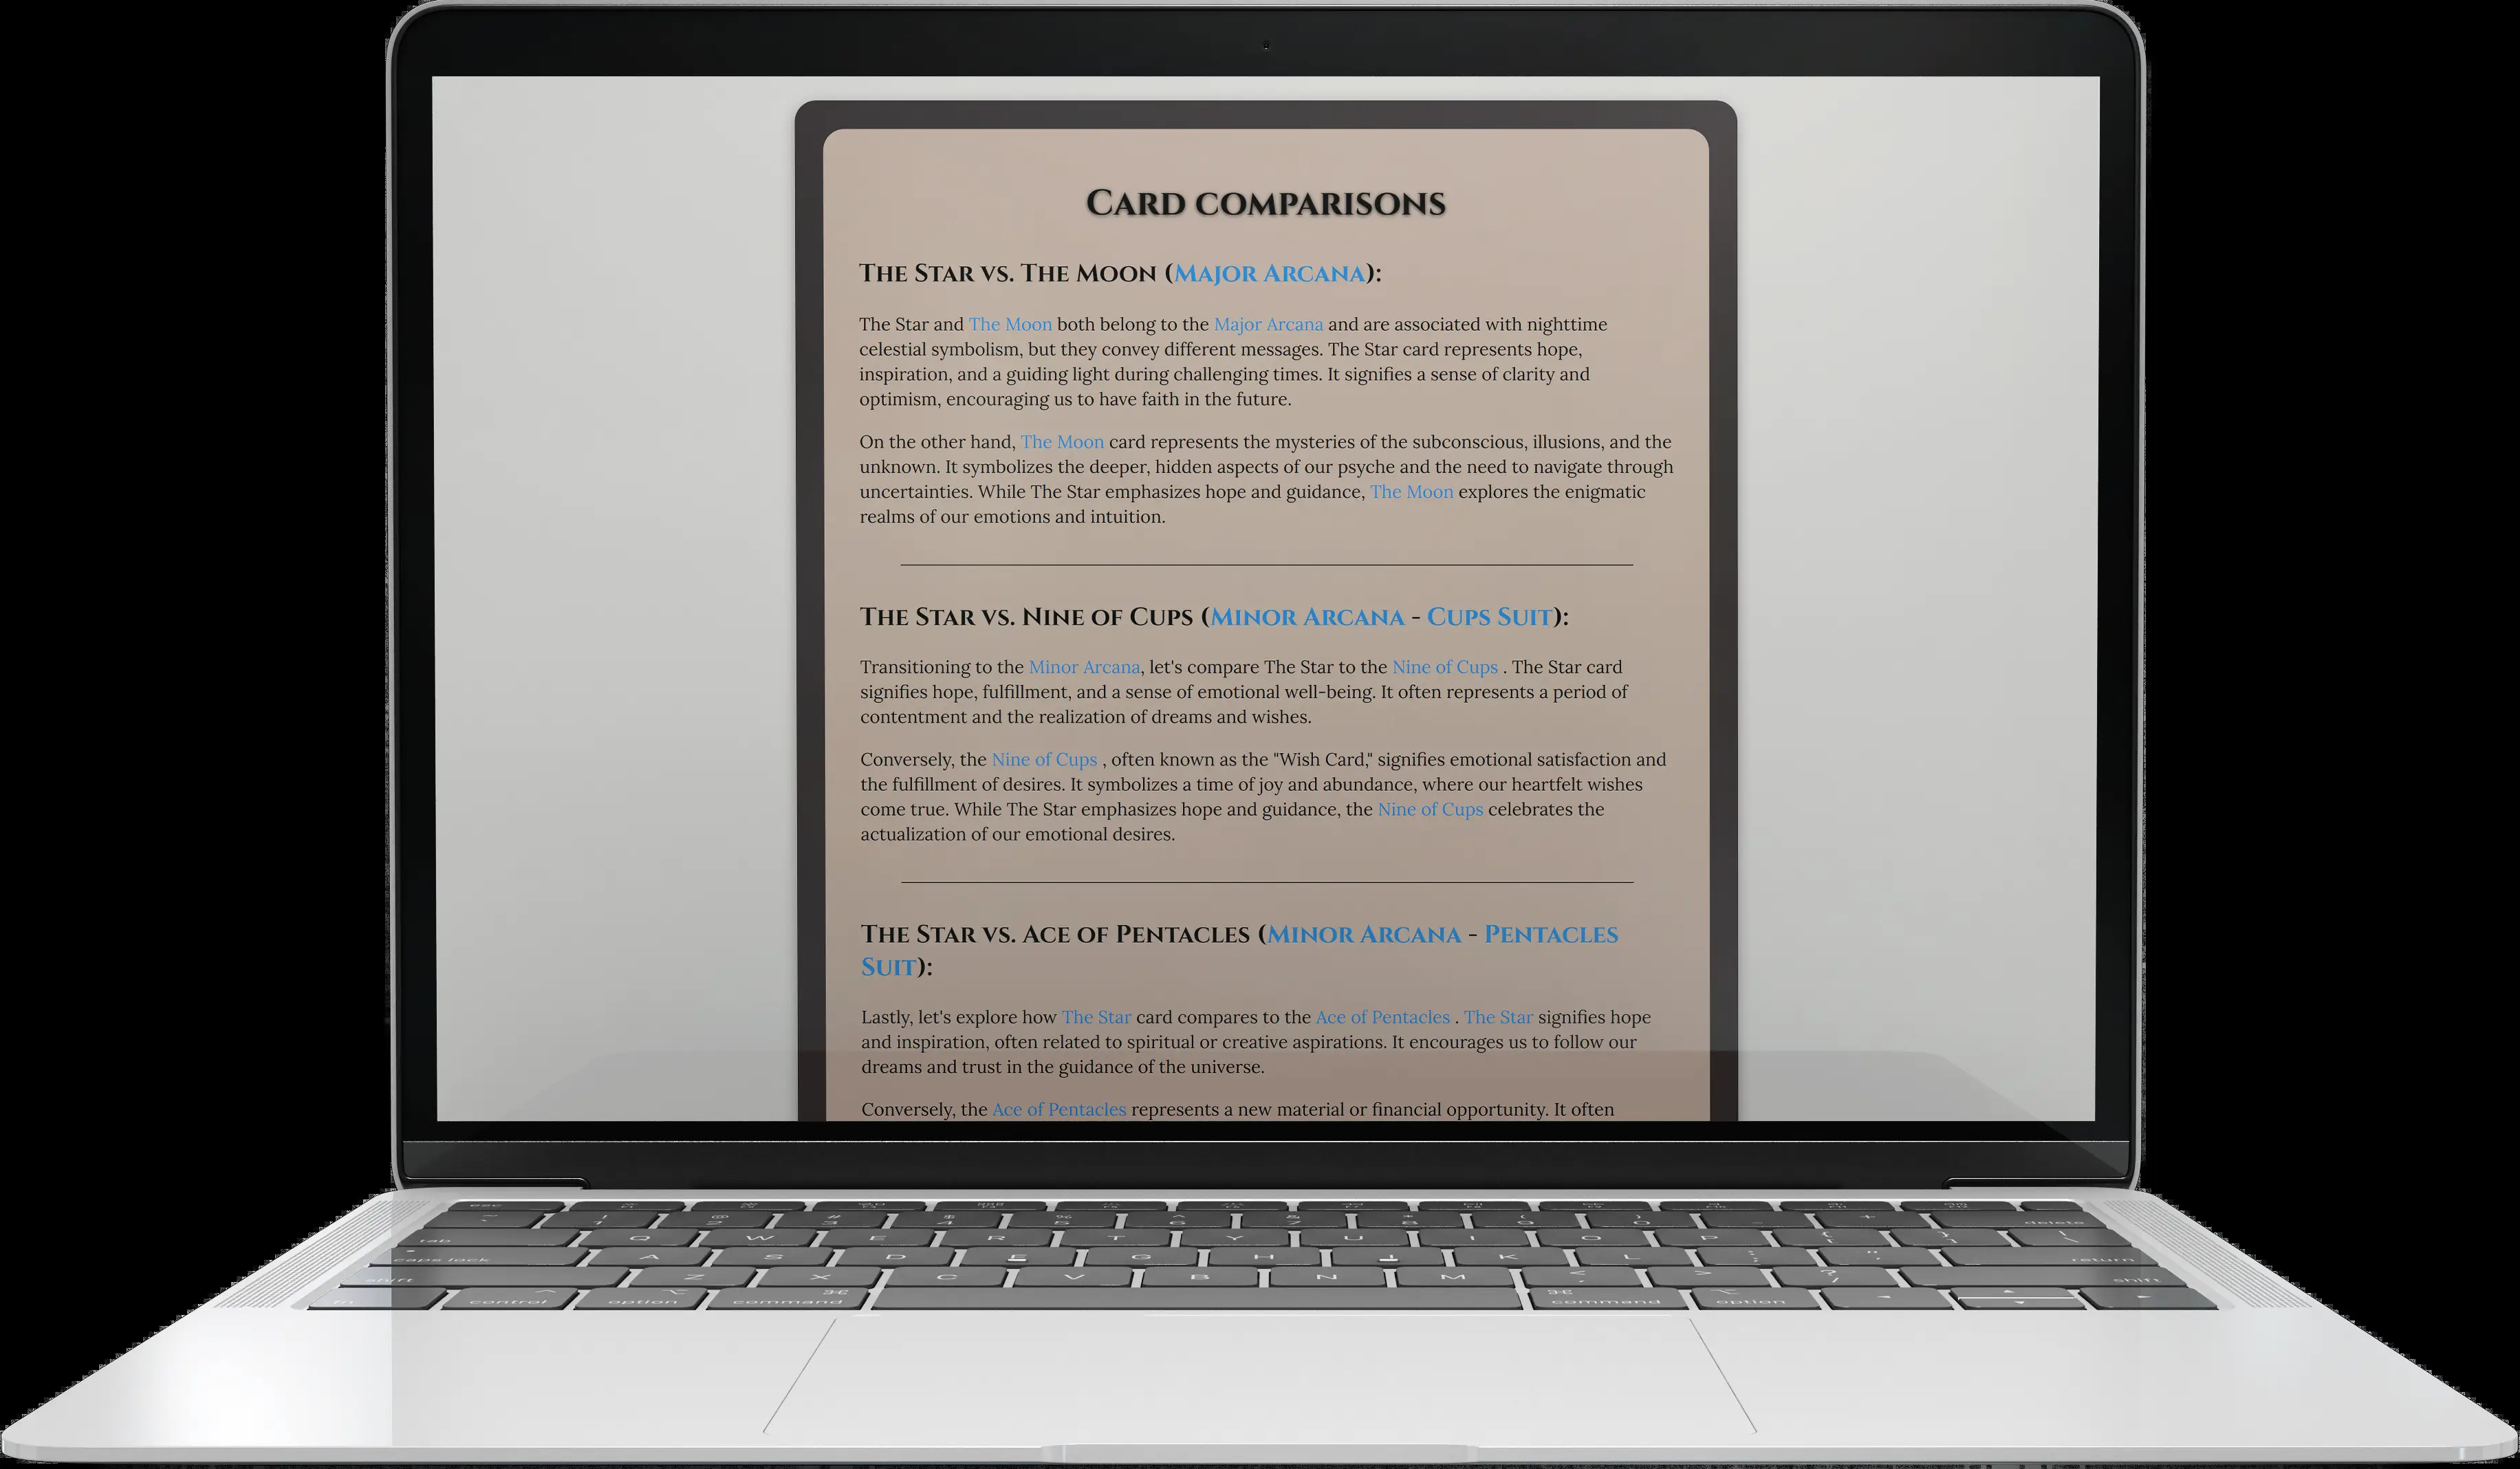 Card comparisons
The Star vs. The Moon (Major Arcana):
The Star and The Moon both belong to the Major Arcana and are associated with nighttime
celestial symbolism, but they convey different messages. The Star card represents hope,
inspiration, and a guiding light during challenging times. It signifies a sense of clarity and
optimism, encouraging us to have faith in the future.
On the other hand, The Moon card represents the mysteries of the subconscious, illusions, and the
unknown. It symbolizes the deeper, hidden aspects of our psyche and the need to navigate through
uncertainties. While The Star emphasizes hope and guidance, The Moon explores the enigmatic
realms of our emotions and intuition.
The Star vs. Nine of Cups (Minor Arcana - Cups Suit):
Transitioning to the Minor Arcana, let's compare The Star to the Nine of Cups . The Star card
signifies hope, fulfillment, and a sense of emotional well-being. It often represents a period of
contentment and the realization of dreams and wishes.
Conversely, the Nine of Cups , often known as the "Wish Card," signifies emotional satisfaction and
the fulfillment of desires. It symbolizes a time of joy and abundance, where our heartfelt wishes
come true. While The Star emphasizes hope and guidance, the Nine of Cups celebrates the
actualization of our emotional desires.
The Star vs. Ace of Pentacles (Minor Arcana - Pentacles
Suit):
Lastly, let's explore how The Star card compares to the Ace of Pentacles . The Star signifies hope
and inspiration, often related to spiritual or creative aspirations. It encourages us to follow our
dreams and trust in the guidance of the universe.
Conversely, the Ace of Pentacles represents a new material or financial opportunity. It often
esc
1 2 3 4 5 6 7 8 9 0 delete
tab Q W E R T Y U I O P
caps lock A S D F G H J K L return
shift Z X C V B N M shift
control option command command option